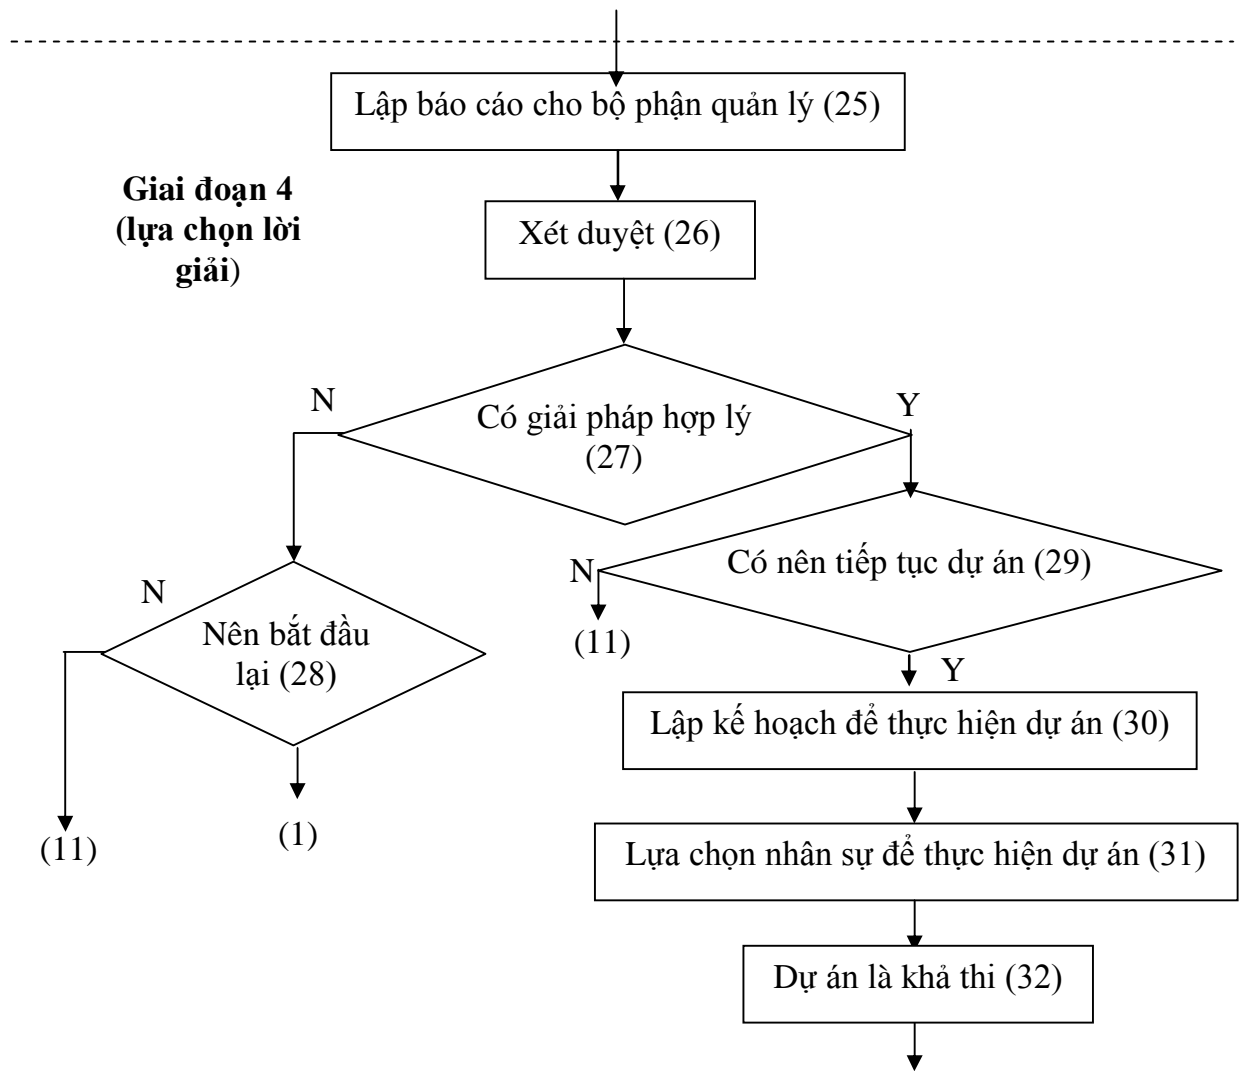 Lập báo cáo cho bộ phận quản lý (25)
Giai đoạn 4
(lựa chọn lời
giải)
Xét duyệt (26)
N
Y
Có giải pháp hợp lý
(27)
N
Có nên tiếp tục dự án (29)
N
Nên bắt đầu
lại (28)
(11)
Y
Lập kế hoạch để thực hiện dự án (30)
(11)
(1)
Lựa chọn nhân sự để thực hiện dự án (31)
Dự án là khả thi (32)